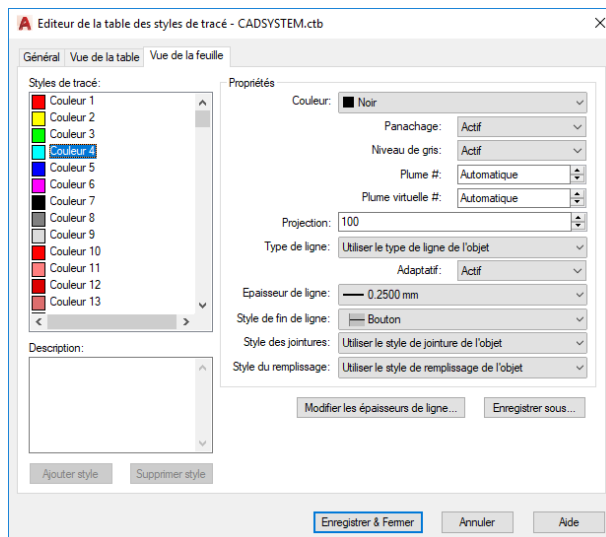 Editeur de la table des styles de tracé - CADSYSTEM.ctb
Général Vue de la table Vue de la feuille
Styles de tracé:
Couleur 1
Couleur 2
Couleur 3
Couleur 4
Couleur 5
Couleur 6
Couleur 7
Couleur 8
Couleur 9
Couleur 10
Couleur 11
Couleur 12
Couleur 13
Description:
Ajouter style Supprimer style
Propriétés
Couleur: Noir
Panachage: Actif
Niveau de gris: Actif
Plume #: Automatique
Plume virtuelle #: Automatique
Projection: 100
Type de ligne: Utiliser le type de ligne de l'objet
Adaptatif: Actif
Epaisseur de ligne: 0.2500 mm
Style de fin de ligne: Bouton
Style des jointures: Utiliser le style de jointure de l'objet
Style du remplissage: Utiliser le style de remplissage de l'objet
Modifier les épaisseurs de ligne... Enregistrer sous...
Enregistrer & Fermer Annuler Aide